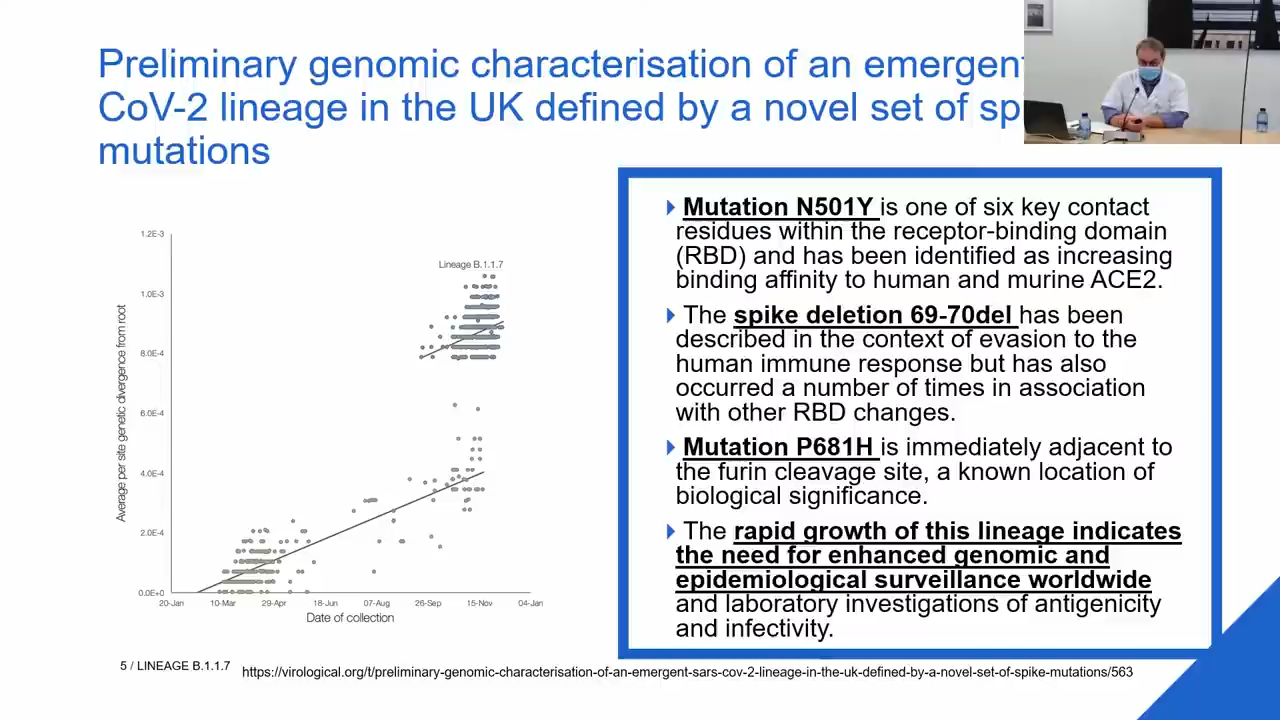 Preliminary genomic characterisation of an emergent
CoV-2 lineage in the UK defined by a novel set of sp
mutations
Mutation N501Y is one of six key contact
residues within the receptor-binding domain
(RBD) and has been identified as increasing
binding affinity to human and murine ACE2.
The spike deletion 69-70del has been
described in the context of evasion to the
human immune response but has also
occurred a number of times in association
with other RBD changes.
Mutation P681H is immediately adjacent to
the furin cleavage site, a known location of
biological significance.
The rapid growth of this lineage indicates
the need for enhanced genomic and
epidemiological surveillance worldwide
and laboratory investigations of antigenicity
and infectivity.
Average per site genetic divergence from root
1.2E-3
1.0E-3
8.0E-4
6.0E-4
4.0E-4
2.0E-4
0.0E+0
Lineage B.1.1.7
20-Jan 10-Mar 29-Apr 18-Jun 07-Aug 26-Sep 15-Nov 04-Jan
Date of collection
5 / LINEAGE B.1.1.7
https://virological.org/t/preliminary-genomic-characterisation-of-an-emergent-sars-cov-2-lineage-in-the-uk-defined-by-a-novel-set-of-spike-mutations/563